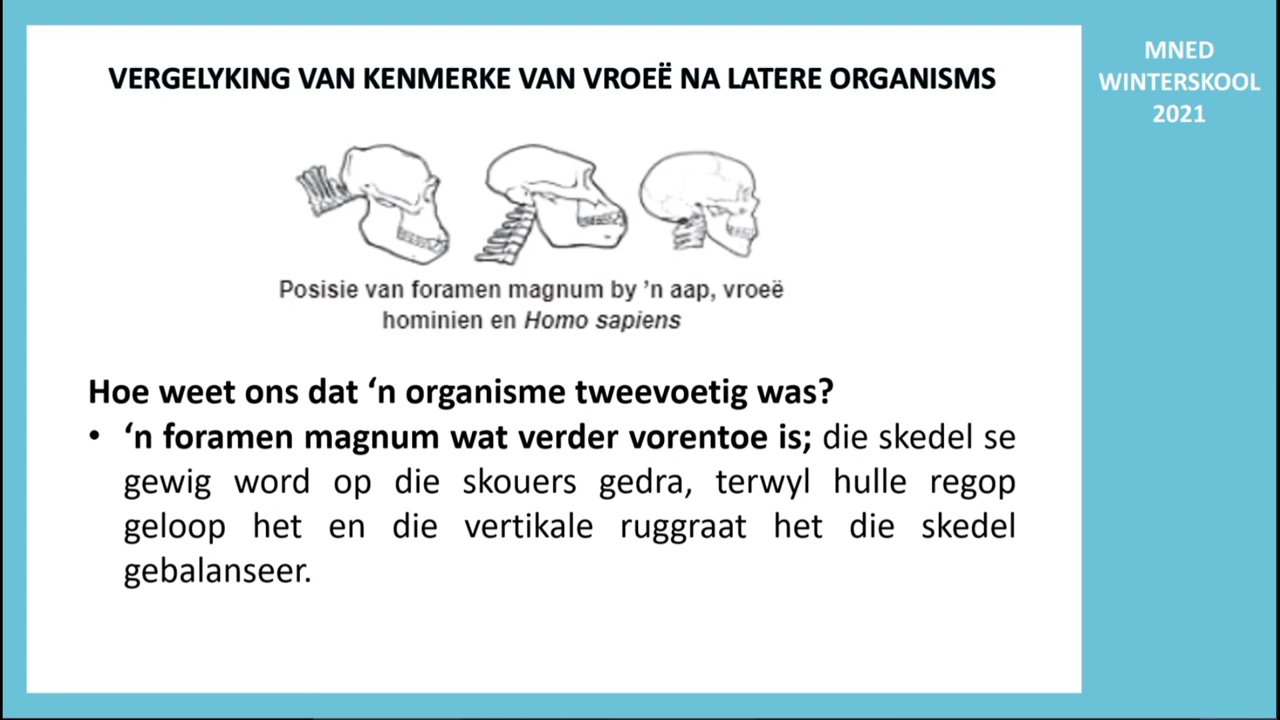 VERGELYKING VAN KENMERKE VAN VROEË NA LATERE ORGANISMS
MNED
WINTERSKOOL
2021
Posisie van foramen magnum by ’n aap, vroeë
hominien en Homo sapiens
Hoe weet ons dat ‘n organisme tweevoetig was?
• ‘n foramen magnum wat verder vorentoe is; die skedel se
gewig word op die skouers gedra, terwyl hulle regop
geloop het en die vertikale ruggraat het die skedel
gebalanseer.